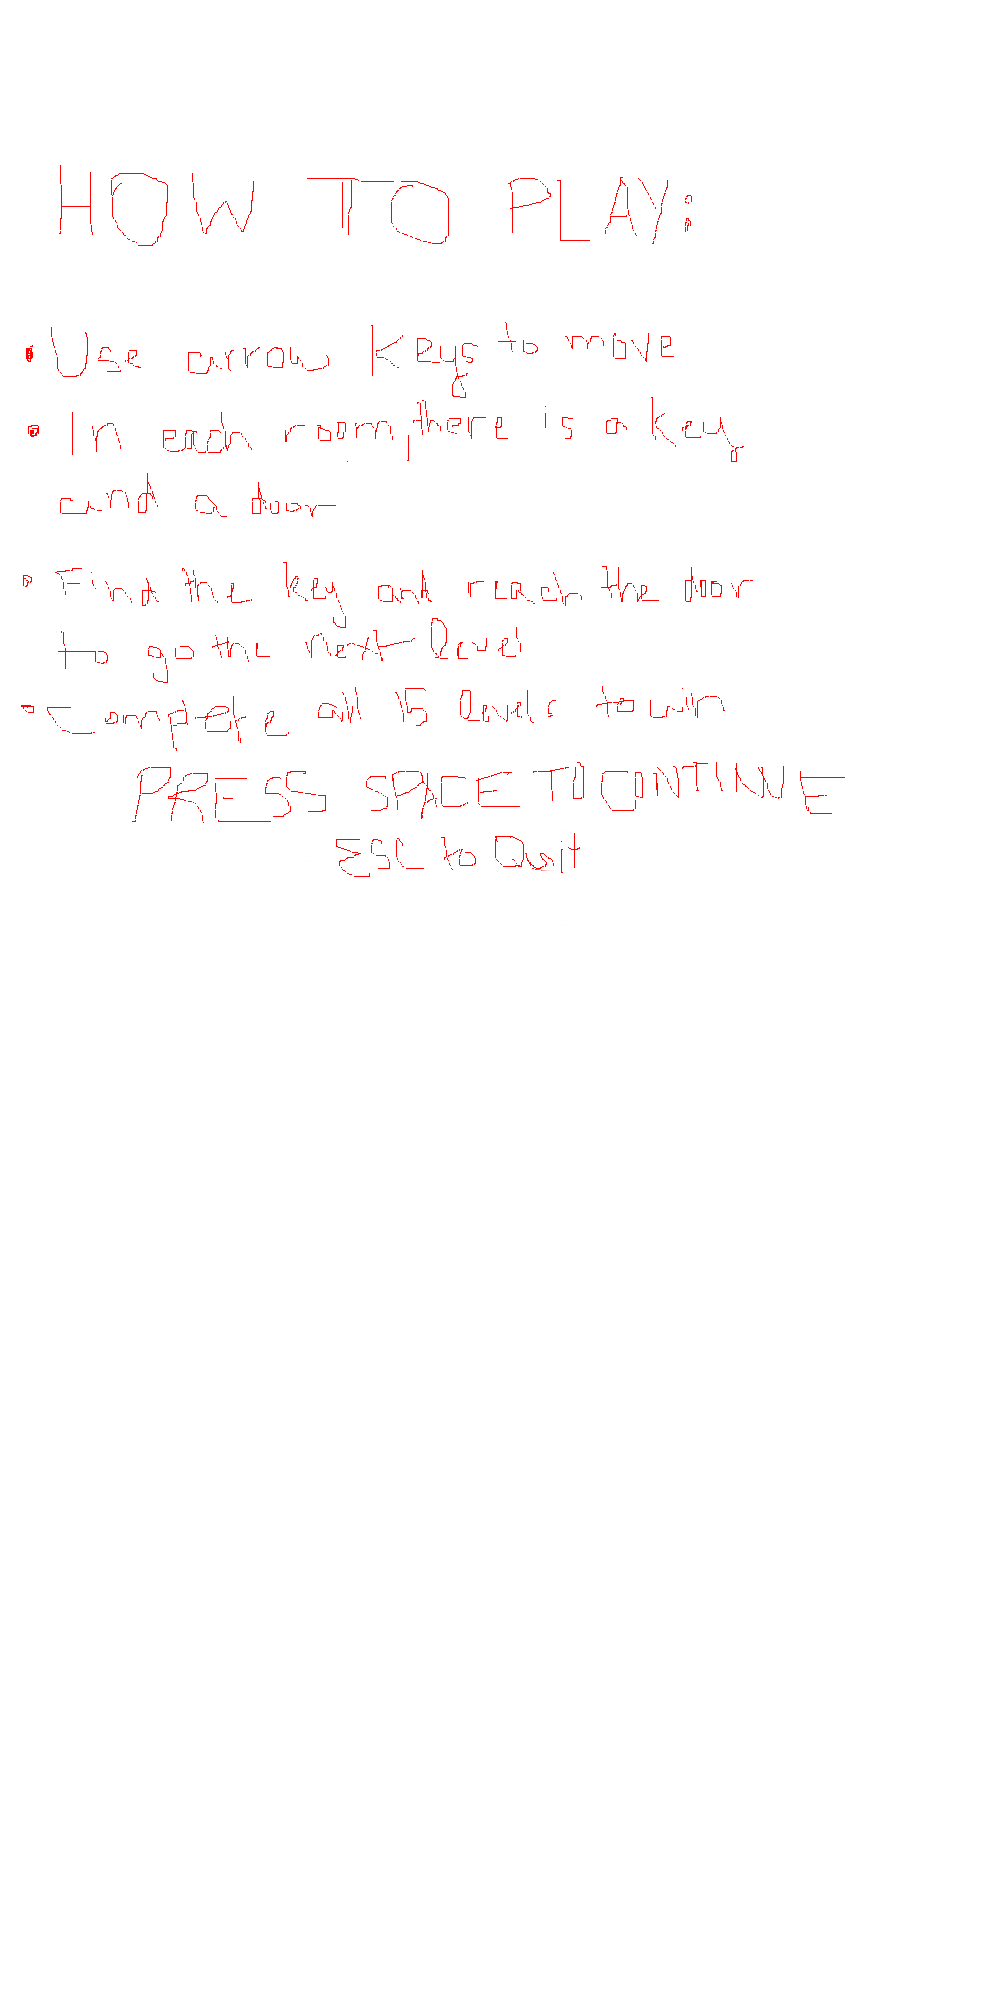 HOW TO PLAY:
• Use arrow keys to move
• In each room, there is a key
and a door
• Find the key and reach the door
to go the next level
• Compete all 15 levels to win
PRESS SPACE TO CONTINUE
ESC to Quit